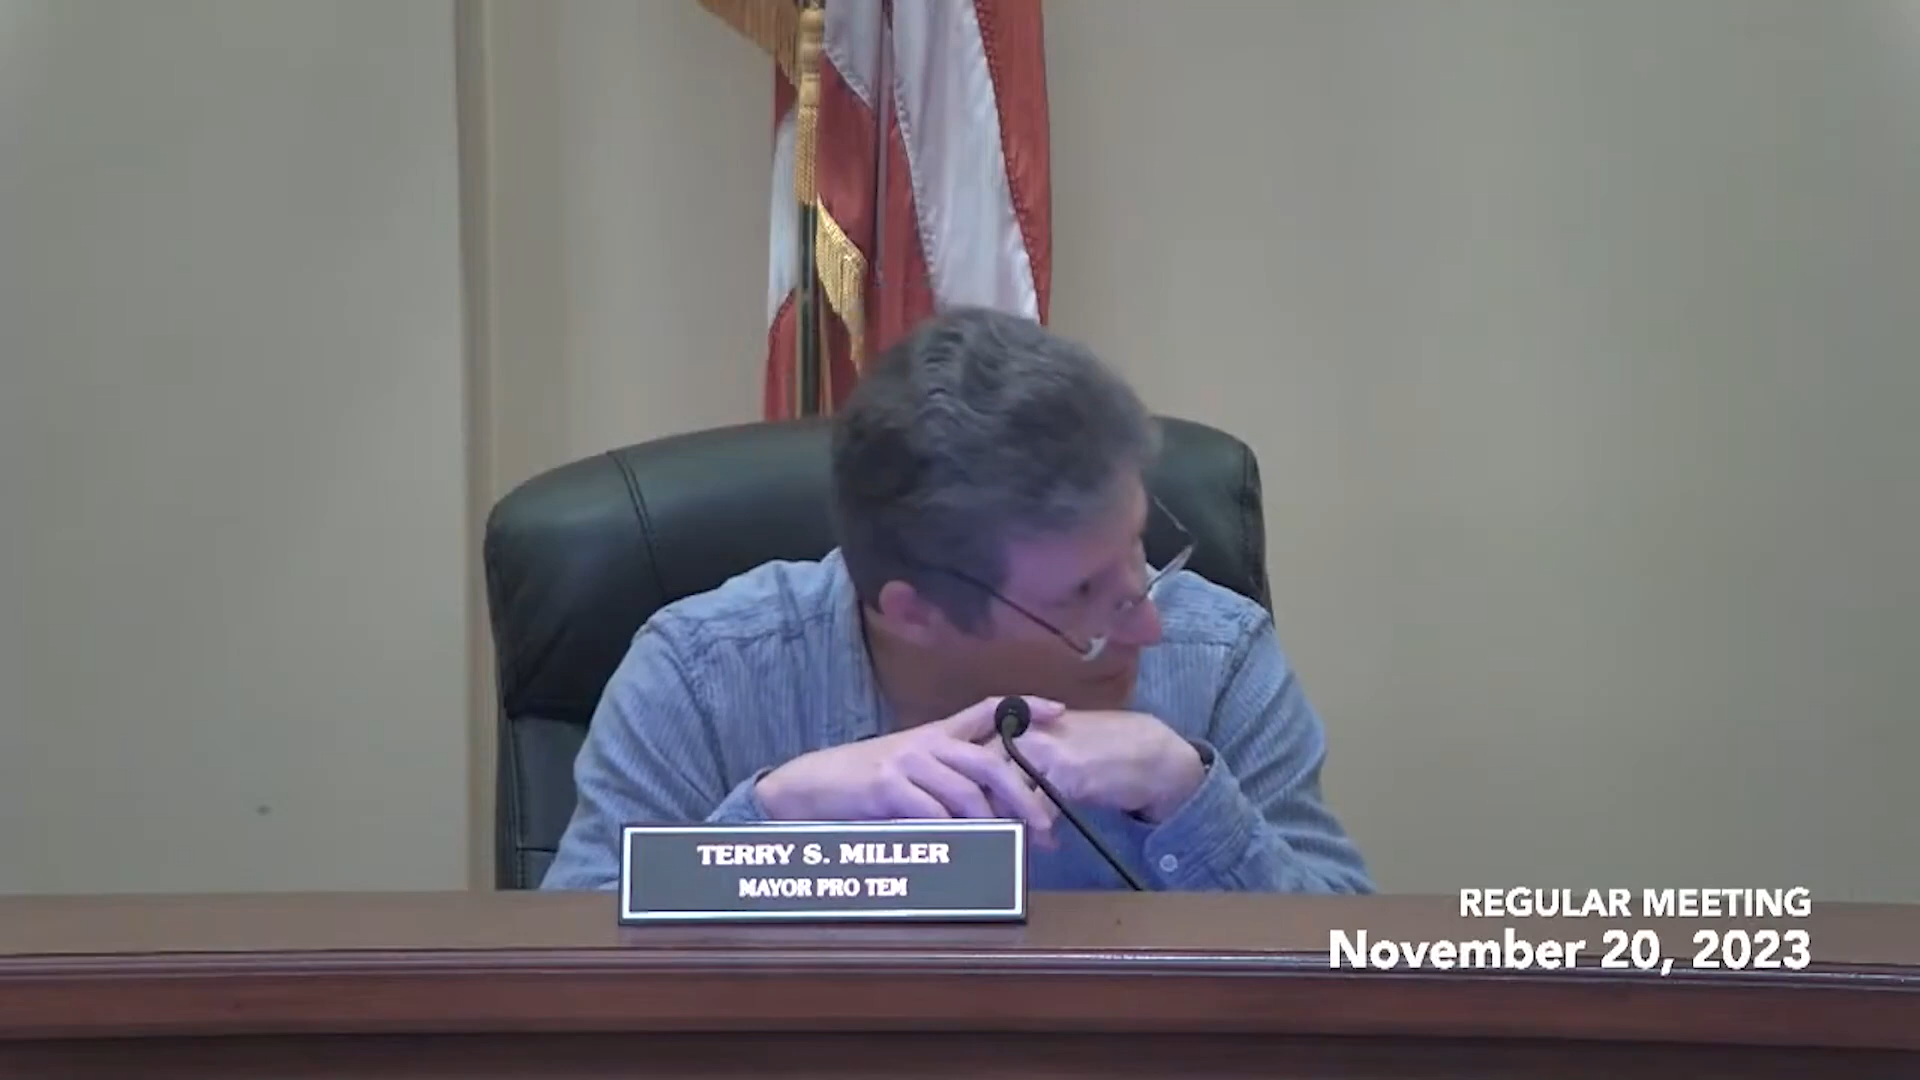 TERRY S. MILLER
MAYOR PRO TEM
REGULAR MEETING
November 20, 2023